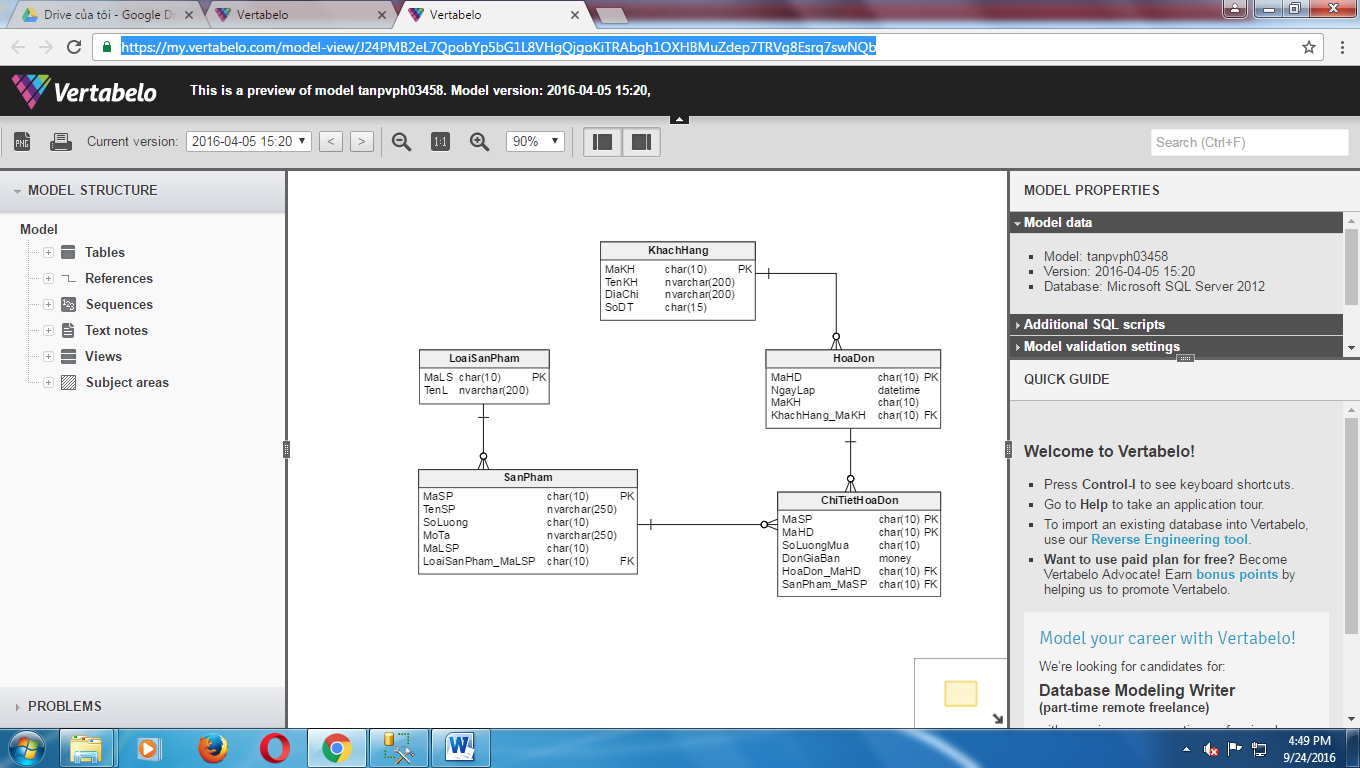 Drive của tôi - Google Dr
Vertabelo
Vertabelo
https://my.vertabelo.com/model-view/J24PMB2eL7QpobYp5bG1L8VHgQjgoKiTRAbgh1OXHBMuZdep7TRVg8Esrq7swNQb
Vertabelo
This is a preview of model tanpvph03458. Model version: 2016-04-05 15:20,
PNG
Current version:
2016-04-05 15:20
<
>
1:1
90%
Search (Ctrl+F)
MODEL STRUCTURE
Model
Tables
References
123
Sequences
Text notes
Views
Subject areas
PROBLEMS
KhachHang
MaKH char(10) PK
TenKH nvarchar(200)
DiaChi nvarchar(200)
SoDT char(15)
LoaiSanPham
MaLS char(10) PK
TenL nvarchar(200)
HoaDon
MaHD char(10) PK
NgayLap datetime
MaKH char(10)
KhachHang_MaKH char(10) FK
SanPham
MaSP char(10) PK
TenSP nvarchar(250)
SoLuong char(10)
MoTa nvarchar(250)
MaLSP char(10)
LoaiSanPham_MaLSP char(10) FK
ChiTietHoaDon
MaSP char(10) PK
MaHD char(10) PK
SoLuongMua char(10)
DonGiaBan money
HoaDon_MaHD char(10) FK
SanPham_MaSP char(10) FK
MODEL PROPERTIES
Model data
Model: tanpvph03458
Version: 2016-04-05 15:20
Database: Microsoft SQL Server 2012
Additional SQL scripts
Model validation settings
QUICK GUIDE
Welcome to Vertabelo!
Press Control-I to see keyboard shortcuts.
Go to Help to take an application tour.
To import an existing database into Vertabelo,
use our Reverse Engineering tool.
Want to use paid plan for free? Become
Vertabelo Advocate! Earn bonus points by
helping us to promote Vertabelo.
Model your career with Vertabelo!
We're looking for candidates for:
Database Modeling Writer
(part-time remote freelance)
4:49 PM
9/24/2016